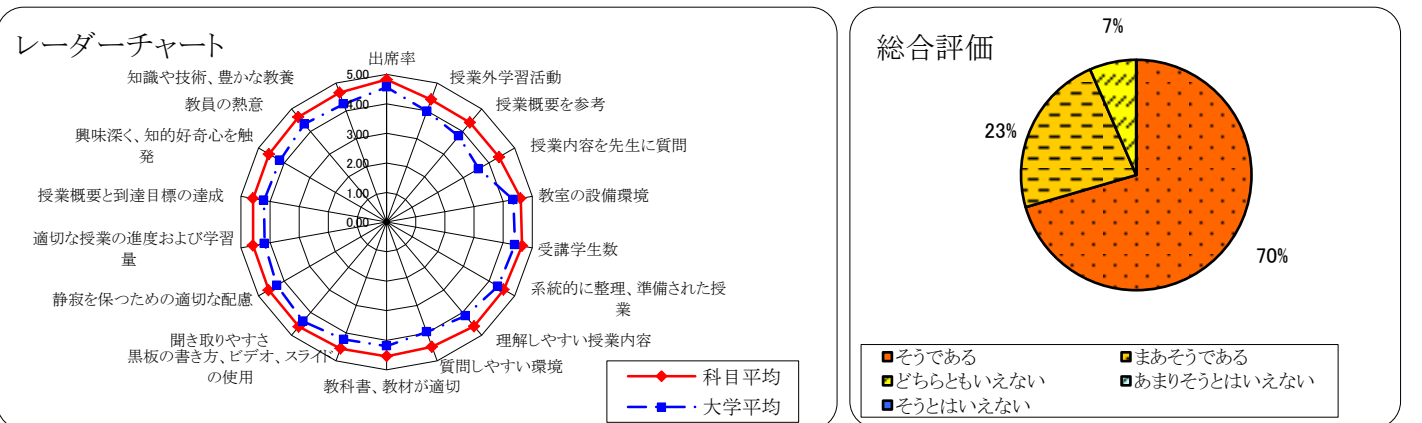 レーダーチャート
出席率
授業外学習活動
授業概要を参考
授業内容を先生に質問
教室の設備環境
受講学生数
系統的に整理、準備された授
業
理解しやすい授業内容
質問しやすい環境
教科書、教材が適切
黒板の書き方、ビデオ、スライド
の使用
聞き取りやすさ
静寂を保つための適切な配慮
適切な授業の進度および学習
量
授業概要と到達目標の達成
興味深く、知的好奇心を触
発
教員の熱意
知識や技術、豊かな教養
5.00
4.00
3.00
2.00
1.00
0.00
科目平均
大学平均
総合評価
7%
23%
70%
そうである
まあそうである
どちらともいえない
あまりそうとはいえない
そうとはいえない